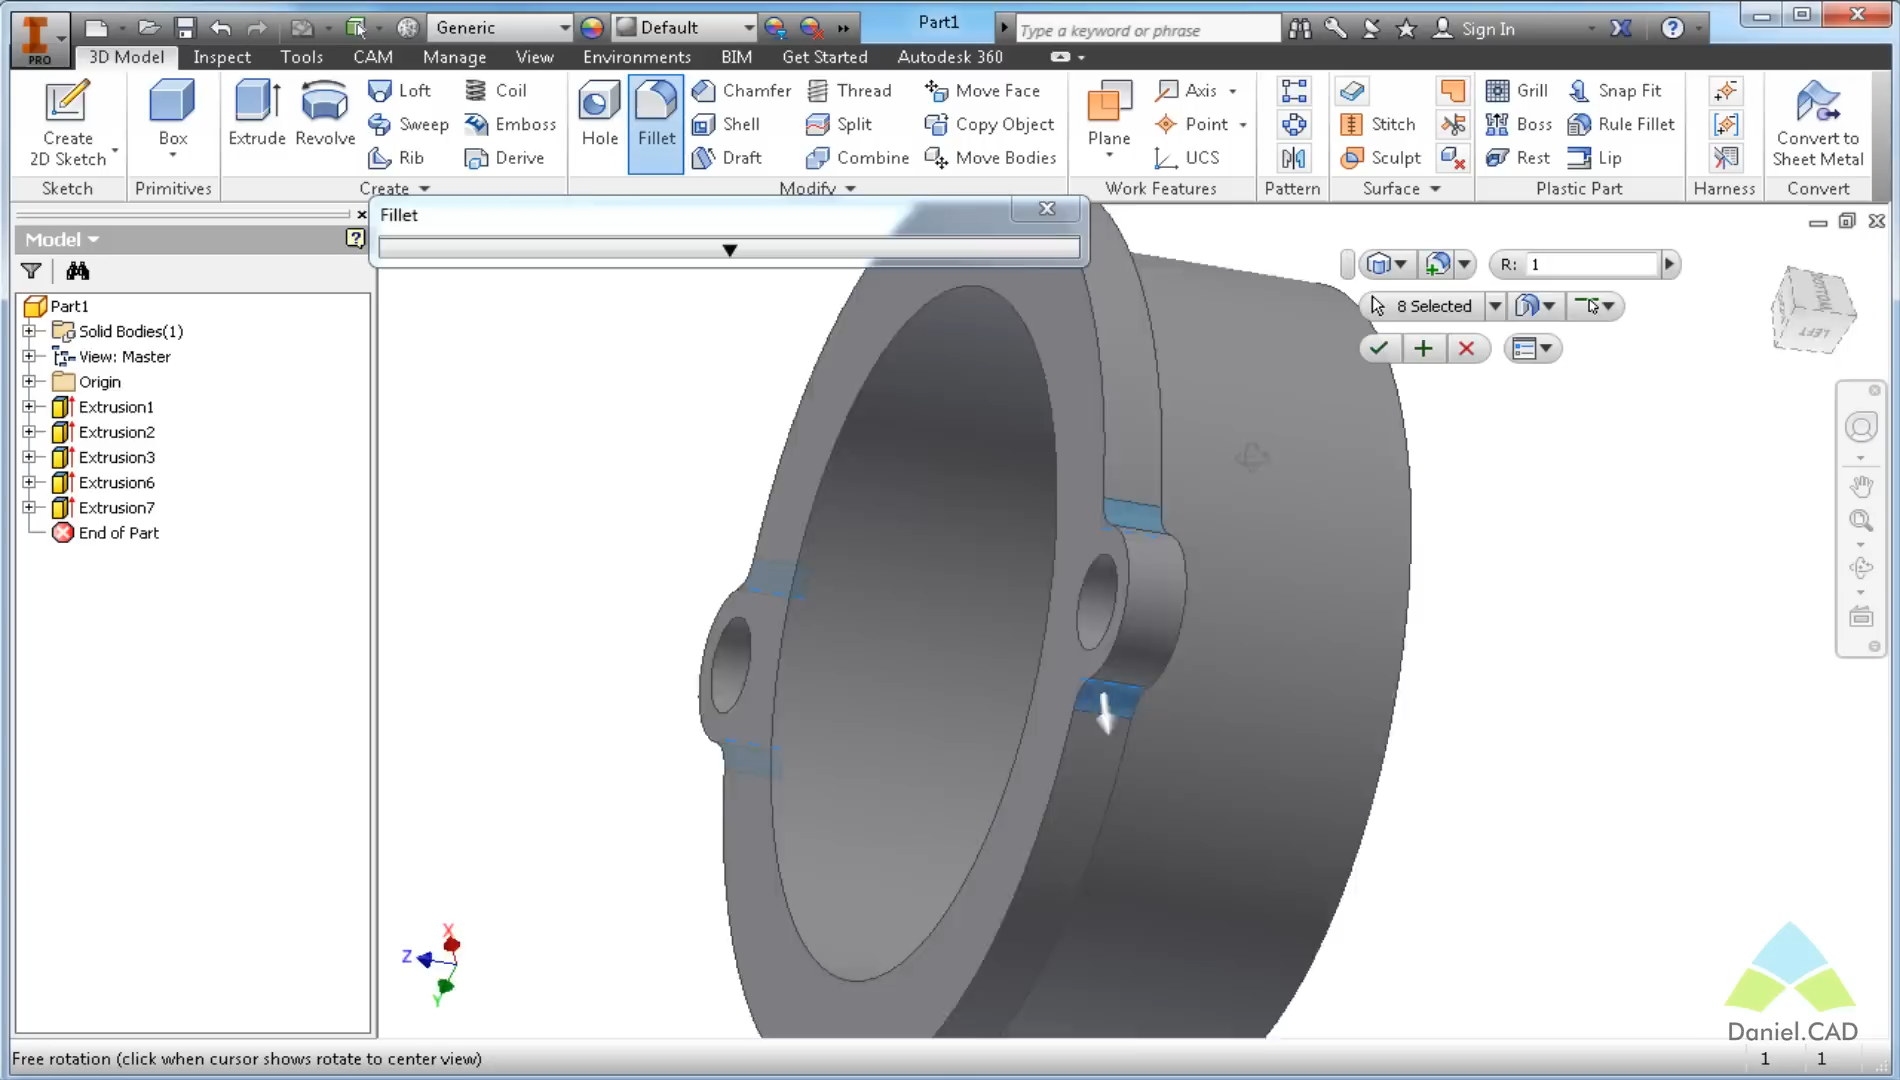 Generic
Default
Part1
Type a keyword or phrase
Sign In
PRO
3D Model
Inspect
Tools
CAM
Manage
View
Environments
BIM
Get Started
Autodesk 360
Create
2D Sketch
Box
Extrude
Revolve
Loft
Sweep
Rib
Coil
Emboss
Derive
Hole
Fillet
Chamfer
Shell
Draft
Thread
Split
Combine
Move Face
Copy Object
Move Bodies
Plane
Axis
Point
UCS
Stitch
Sculpt
Grill
Boss
Rest
Snap Fit
Rule Fillet
Lip
Convert to
Sheet Metal
Sketch
Primitives
Create
Modify
Work Features
Pattern
Surface
Plastic Part
Harness
Convert
Model
Fillet
Part1
Solid Bodies(1)
View: Master
Origin
Extrusion1
Extrusion2
Extrusion3
Extrusion6
Extrusion7
End of Part
R: 1
8 Selected
BOTTOM
LEFT
X
Z
Y
Daniel.CAD
Free rotation (click when cursor shows rotate to center view)
1 1